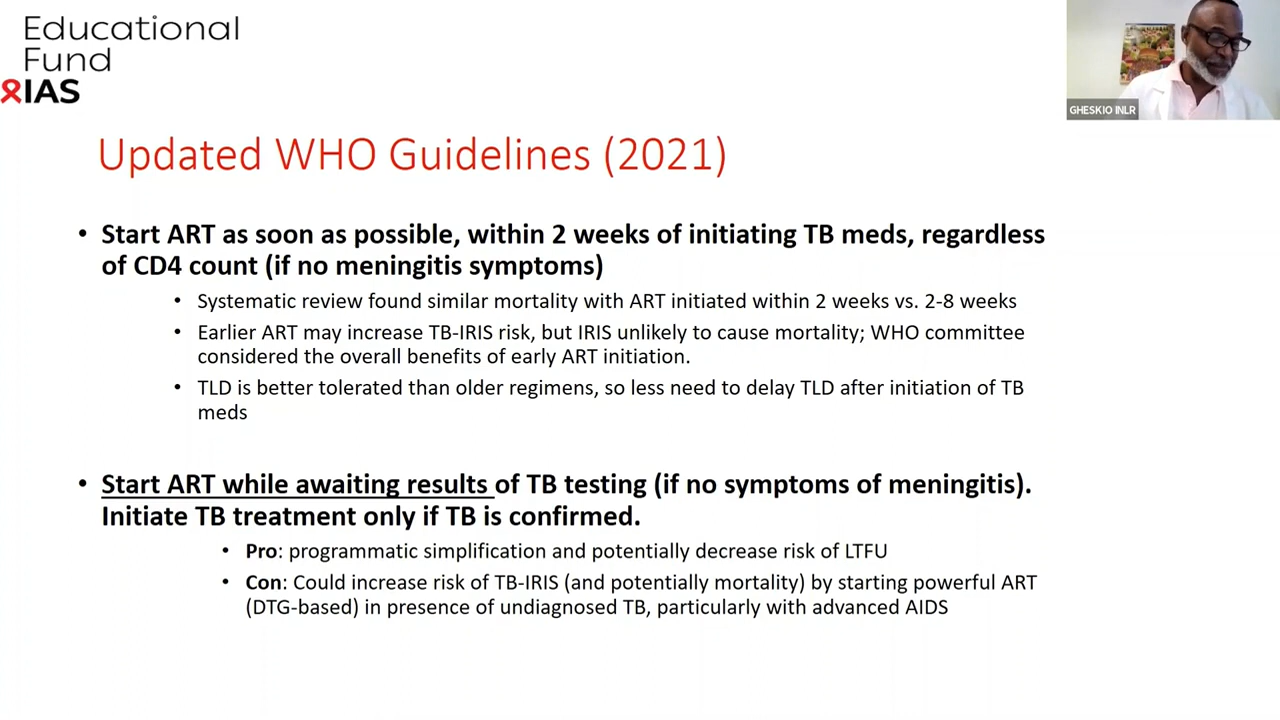 Educational
Fund
IAS
GHESKIO INLR
Updated WHO Guidelines (2021)
• Start ART as soon as possible, within 2 weeks of initiating TB meds, regardless
of CD4 count (if no meningitis symptoms)
• Systematic review found similar mortality with ART initiated within 2 weeks vs. 2-8 weeks
• Earlier ART may increase TB-IRIS risk, but IRIS unlikely to cause mortality; WHO committee
considered the overall benefits of early ART initiation.
• TLD is better tolerated than older regimens, so less need to delay TLD after initiation of TB
meds
• Start ART while awaiting results of TB testing (if no symptoms of meningitis).
Initiate TB treatment only if TB is confirmed.
• Pro: programmatic simplification and potentially decrease risk of LTFU
• Con: Could increase risk of TB-IRIS (and potentially mortality) by starting powerful ART
(DTG-based) in presence of undiagnosed TB, particularly with advanced AIDS